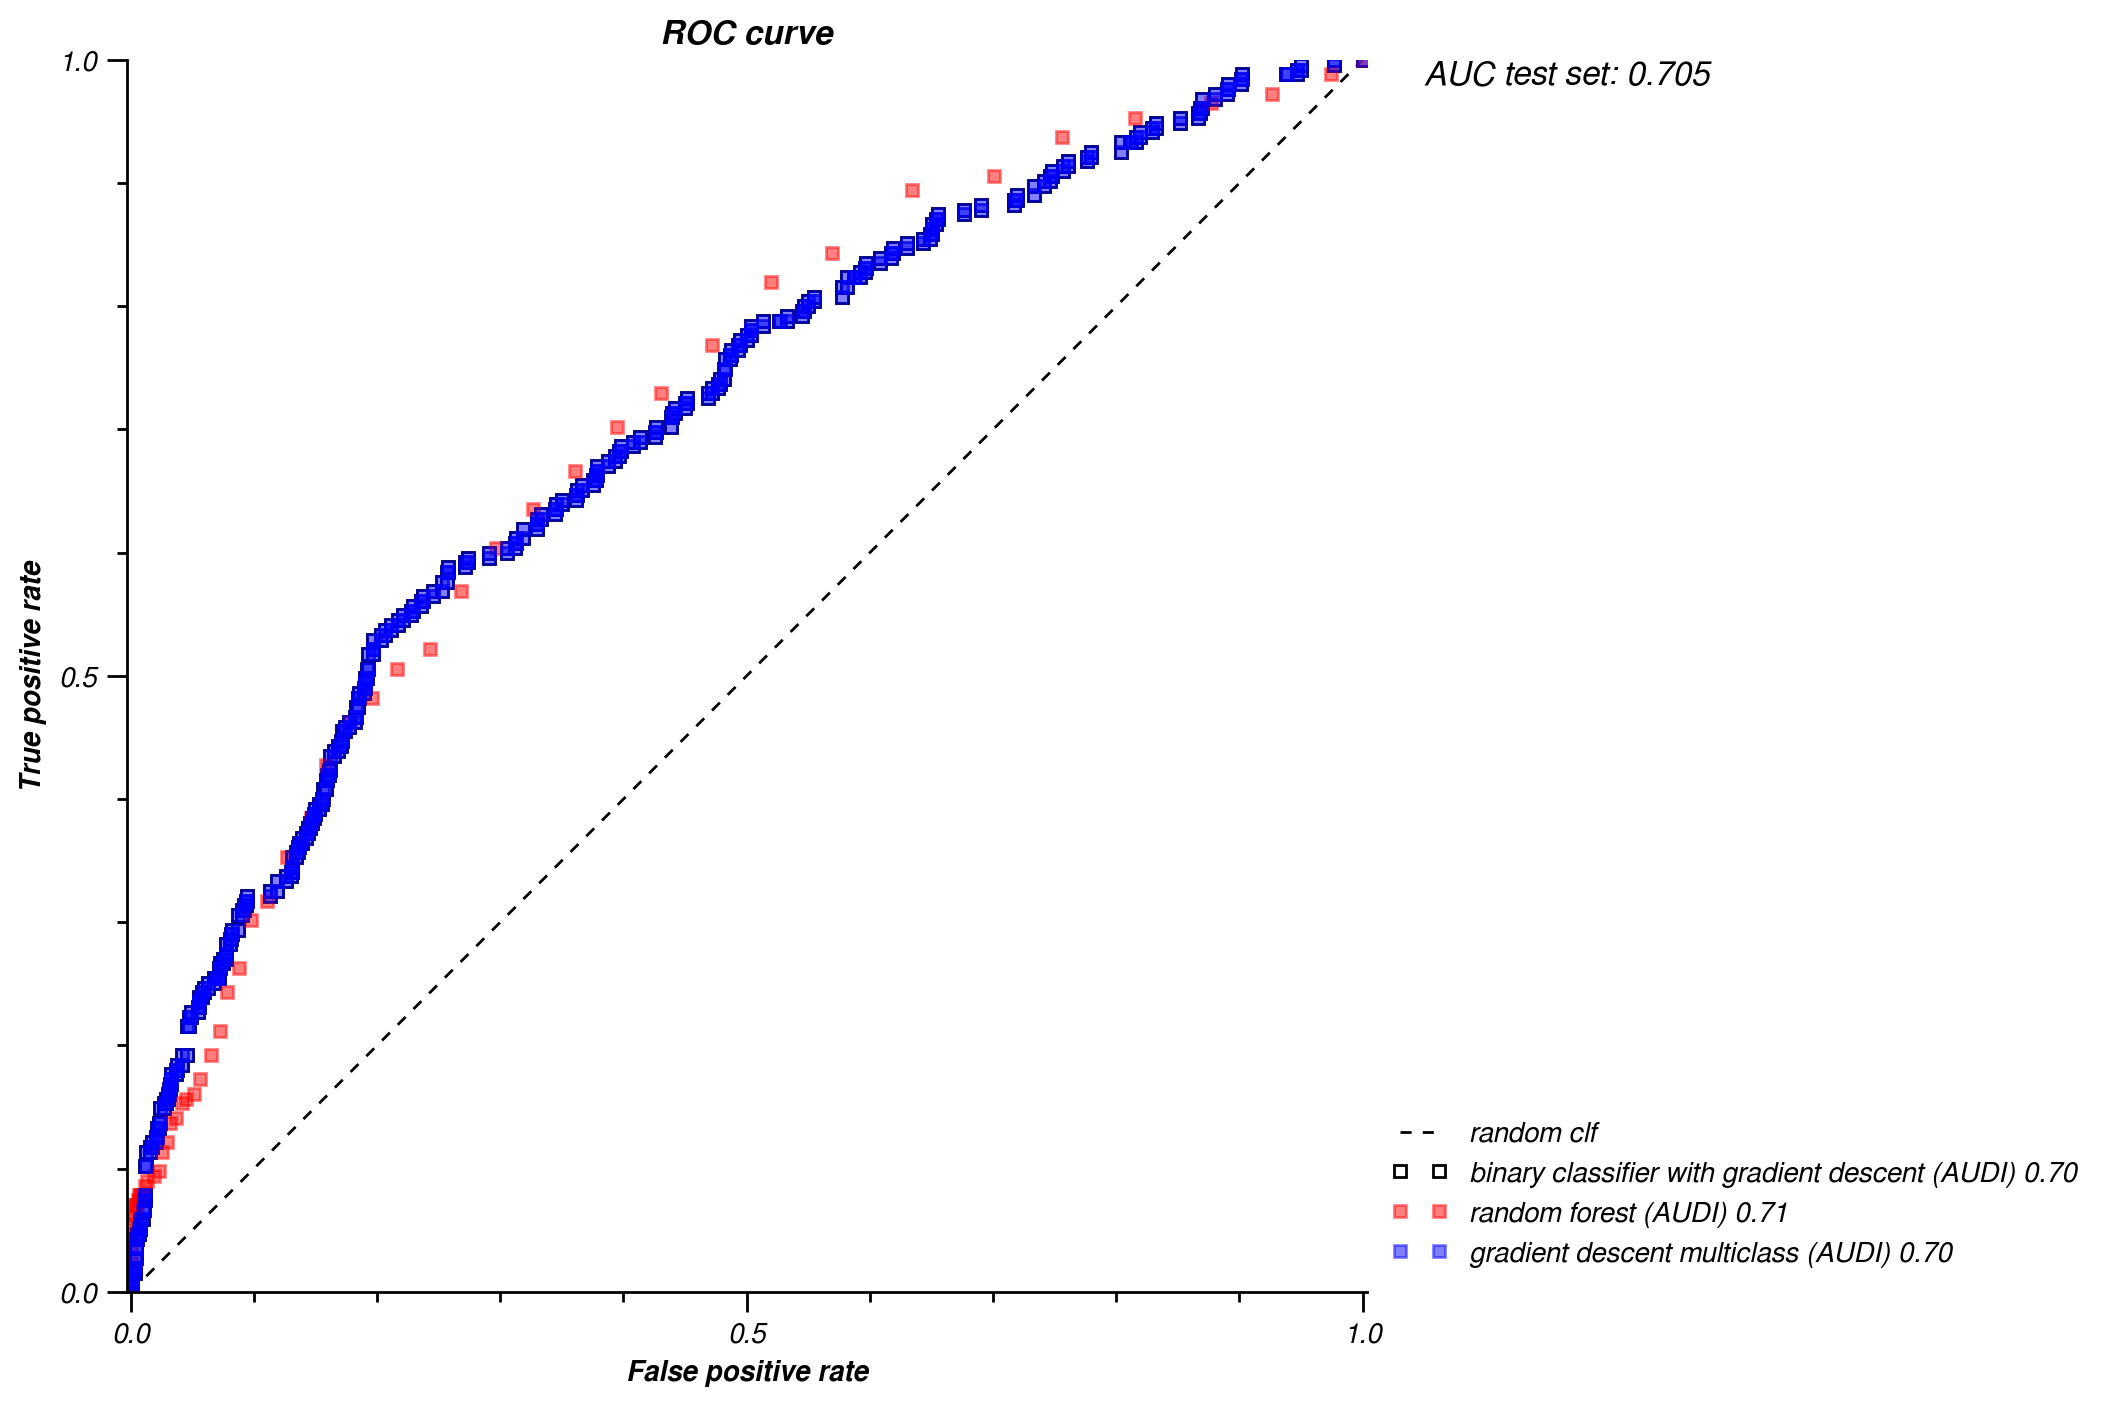 ROC curve
AUC test set: 0.705
1.0
0.5
0.0
True positive rate
0.0
0.5
1.0
False positive rate
random clf
binary classifier with gradient descent (AUDI) 0.70
random forest (AUDI) 0.71
gradient descent multiclass (AUDI) 0.70